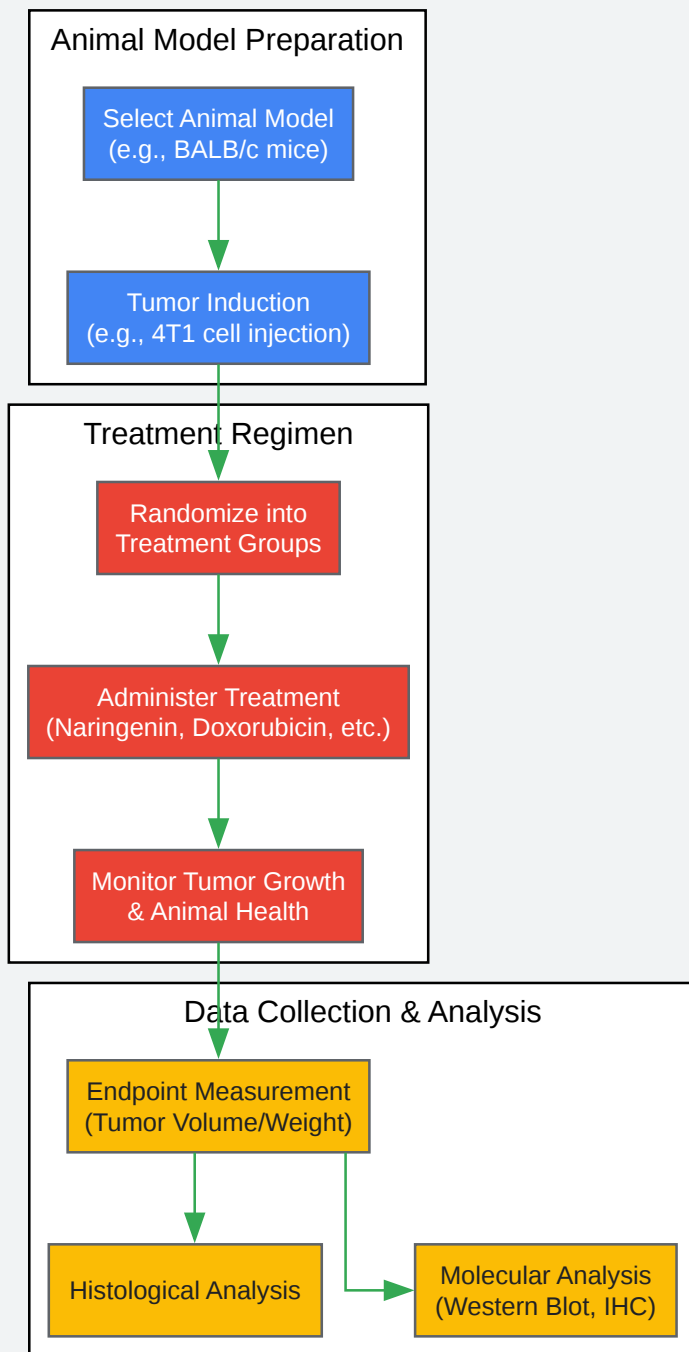 Animal Model Preparation
Select Animal Model
(e.g., BALB/c mice)
Tumor Induction
(e.g., 4T1 cell injection)
Treatment Regimen
Randomize into
Treatment Groups
Administer Treatment
(Naringenin, Doxorubicin, etc.)
Monitor Tumor Growth
& Animal Health
Data Collection & Analysis
Endpoint Measurement
(Tumor Volume/Weight)
Histological Analysis
Molecular Analysis
(Western Blot, IHC)